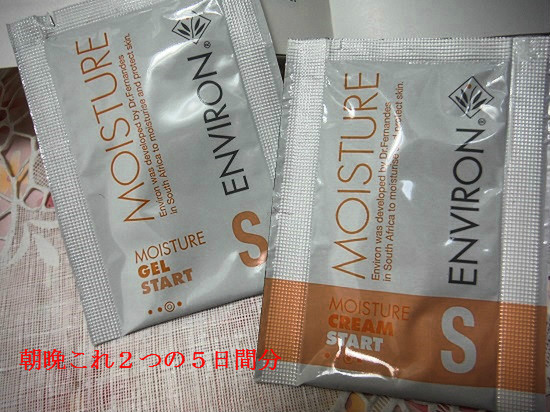 MOISTURE
Environ was developed by Dr.Fernandes
in South Africa to moisturise and protect skin.
ENVIRON®
MOISTURE
GEL
START
S
MOISTURE
Environ was developed by Dr.Fernandes
in South Africa to moisturise protect skin.
ENVIRON®
MOISTURE
CREAM
START
S
朝晩これ２つの５日間分